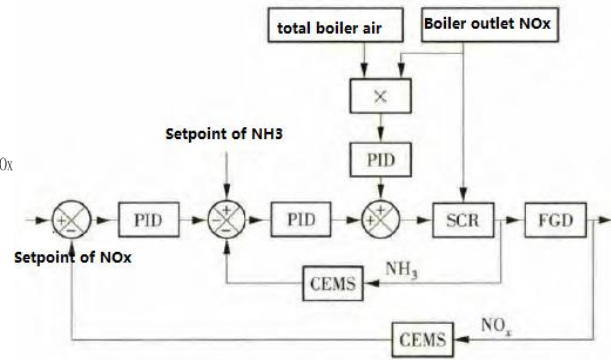 total boiler air
Boiler outlet NOx
×
Setpoint of NH3
PID
Ox
+
−
PID
+
−
−
PID
+
+
SCR
FGD
Setpoint of NOx
CEMS
NH₃
CEMS
NOₓ